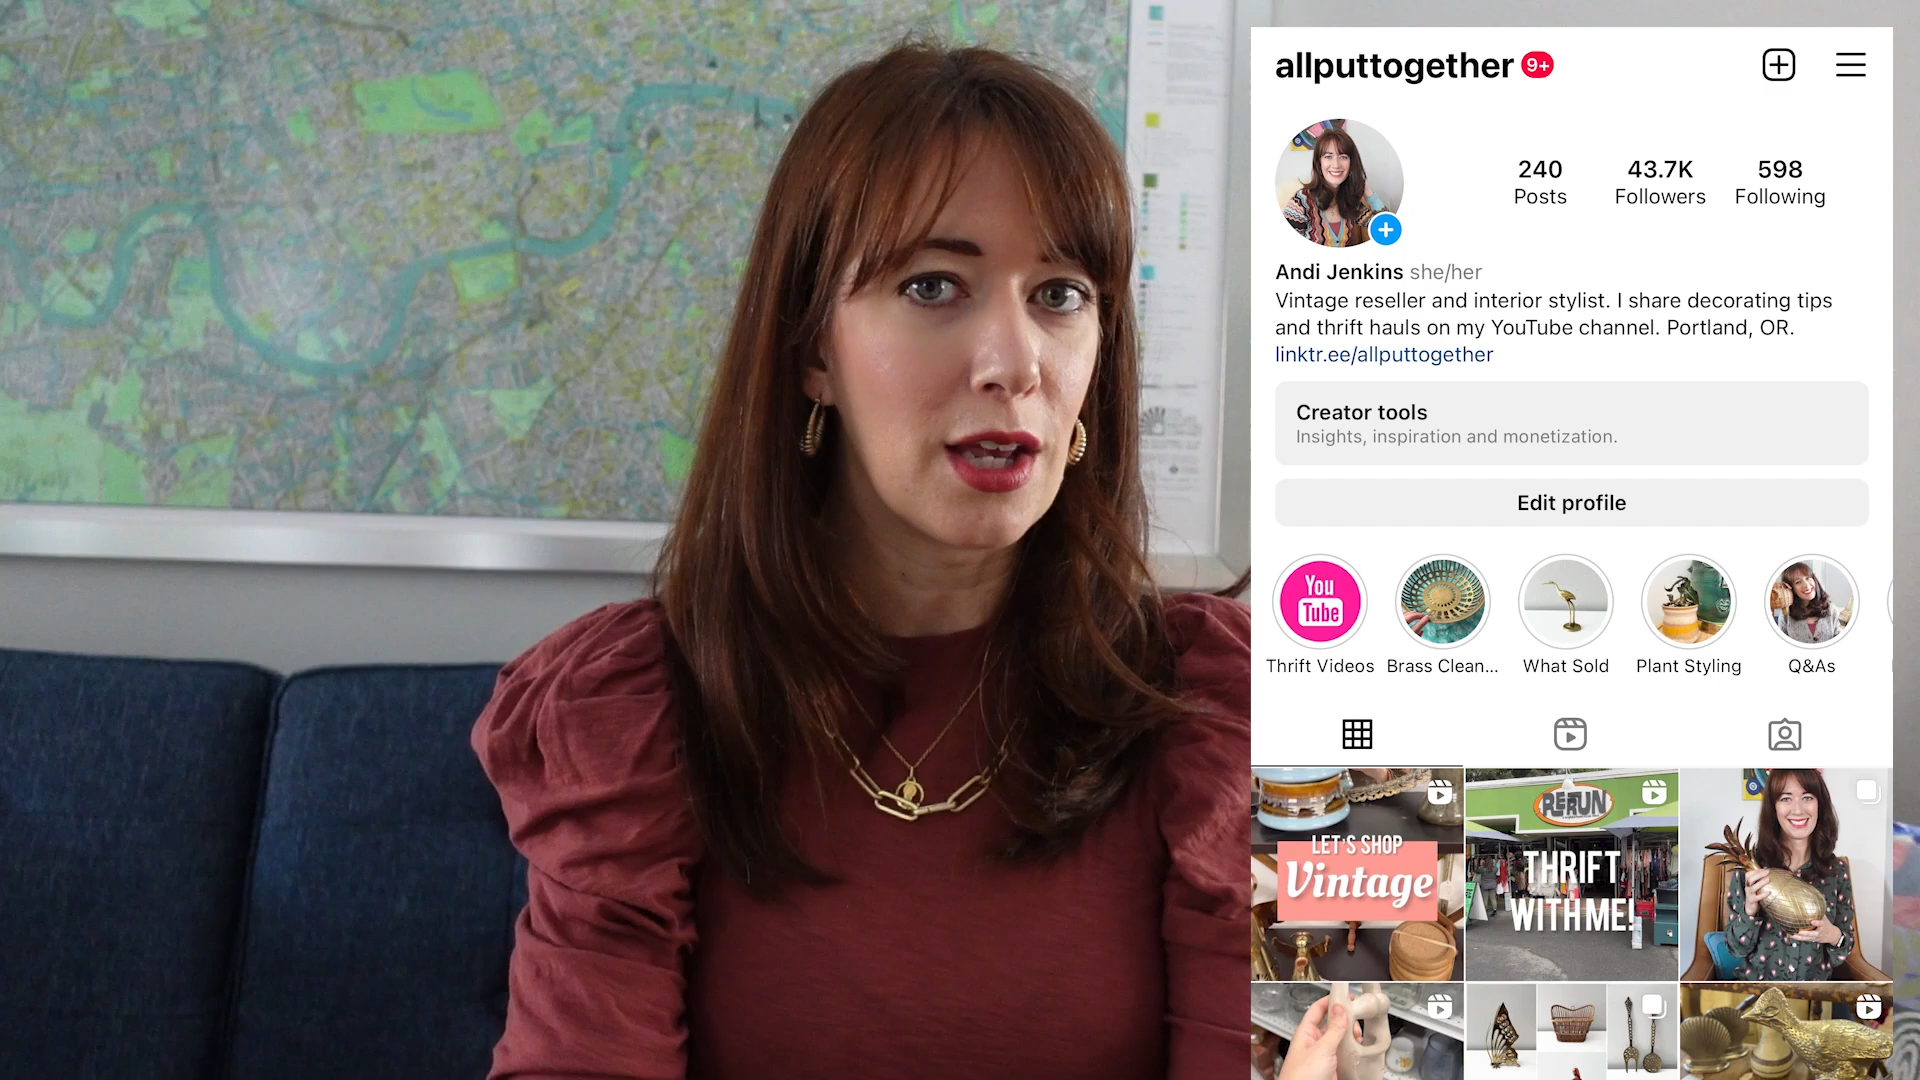 allputtogether 9+
240 43.7K 598
Posts Followers Following
Andi Jenkins she/her
Vintage reseller and interior stylist. I share decorating tips
and thrift hauls on my YouTube channel. Portland, OR.
linktr.ee/allputtogether
Creator tools
Insights, inspiration and monetization.
Edit profile
You
Tube
Thrift Videos Brass Clean... What Sold Plant Styling Q&As
LET'S SHOP
Vintage
RERUN
THRIFT
WITH ME!